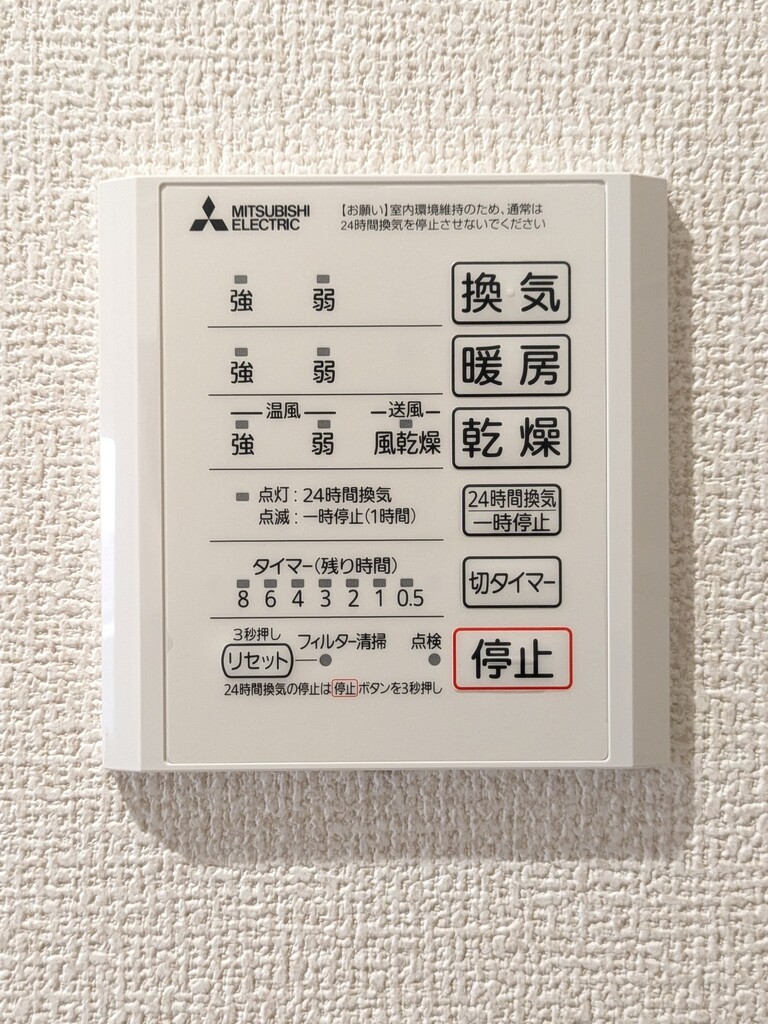 MITSUBISHI ELECTRIC
【お願い】室内環境維持のため、通常は
24時間換気を停止させないでください
強 弱 換気
強 弱 暖房
温風 送風
強 弱 風乾燥 乾燥
点灯：24時間換気
点滅：一時停止(1時間)
24時間換気
一時停止
タイマー(残り時間)
8 6 4 3 2 1 0.5
切タイマー
3秒押し
リセット フィルター清掃 点検
停止
24時間換気の停止は停止ボタンを3秒押し